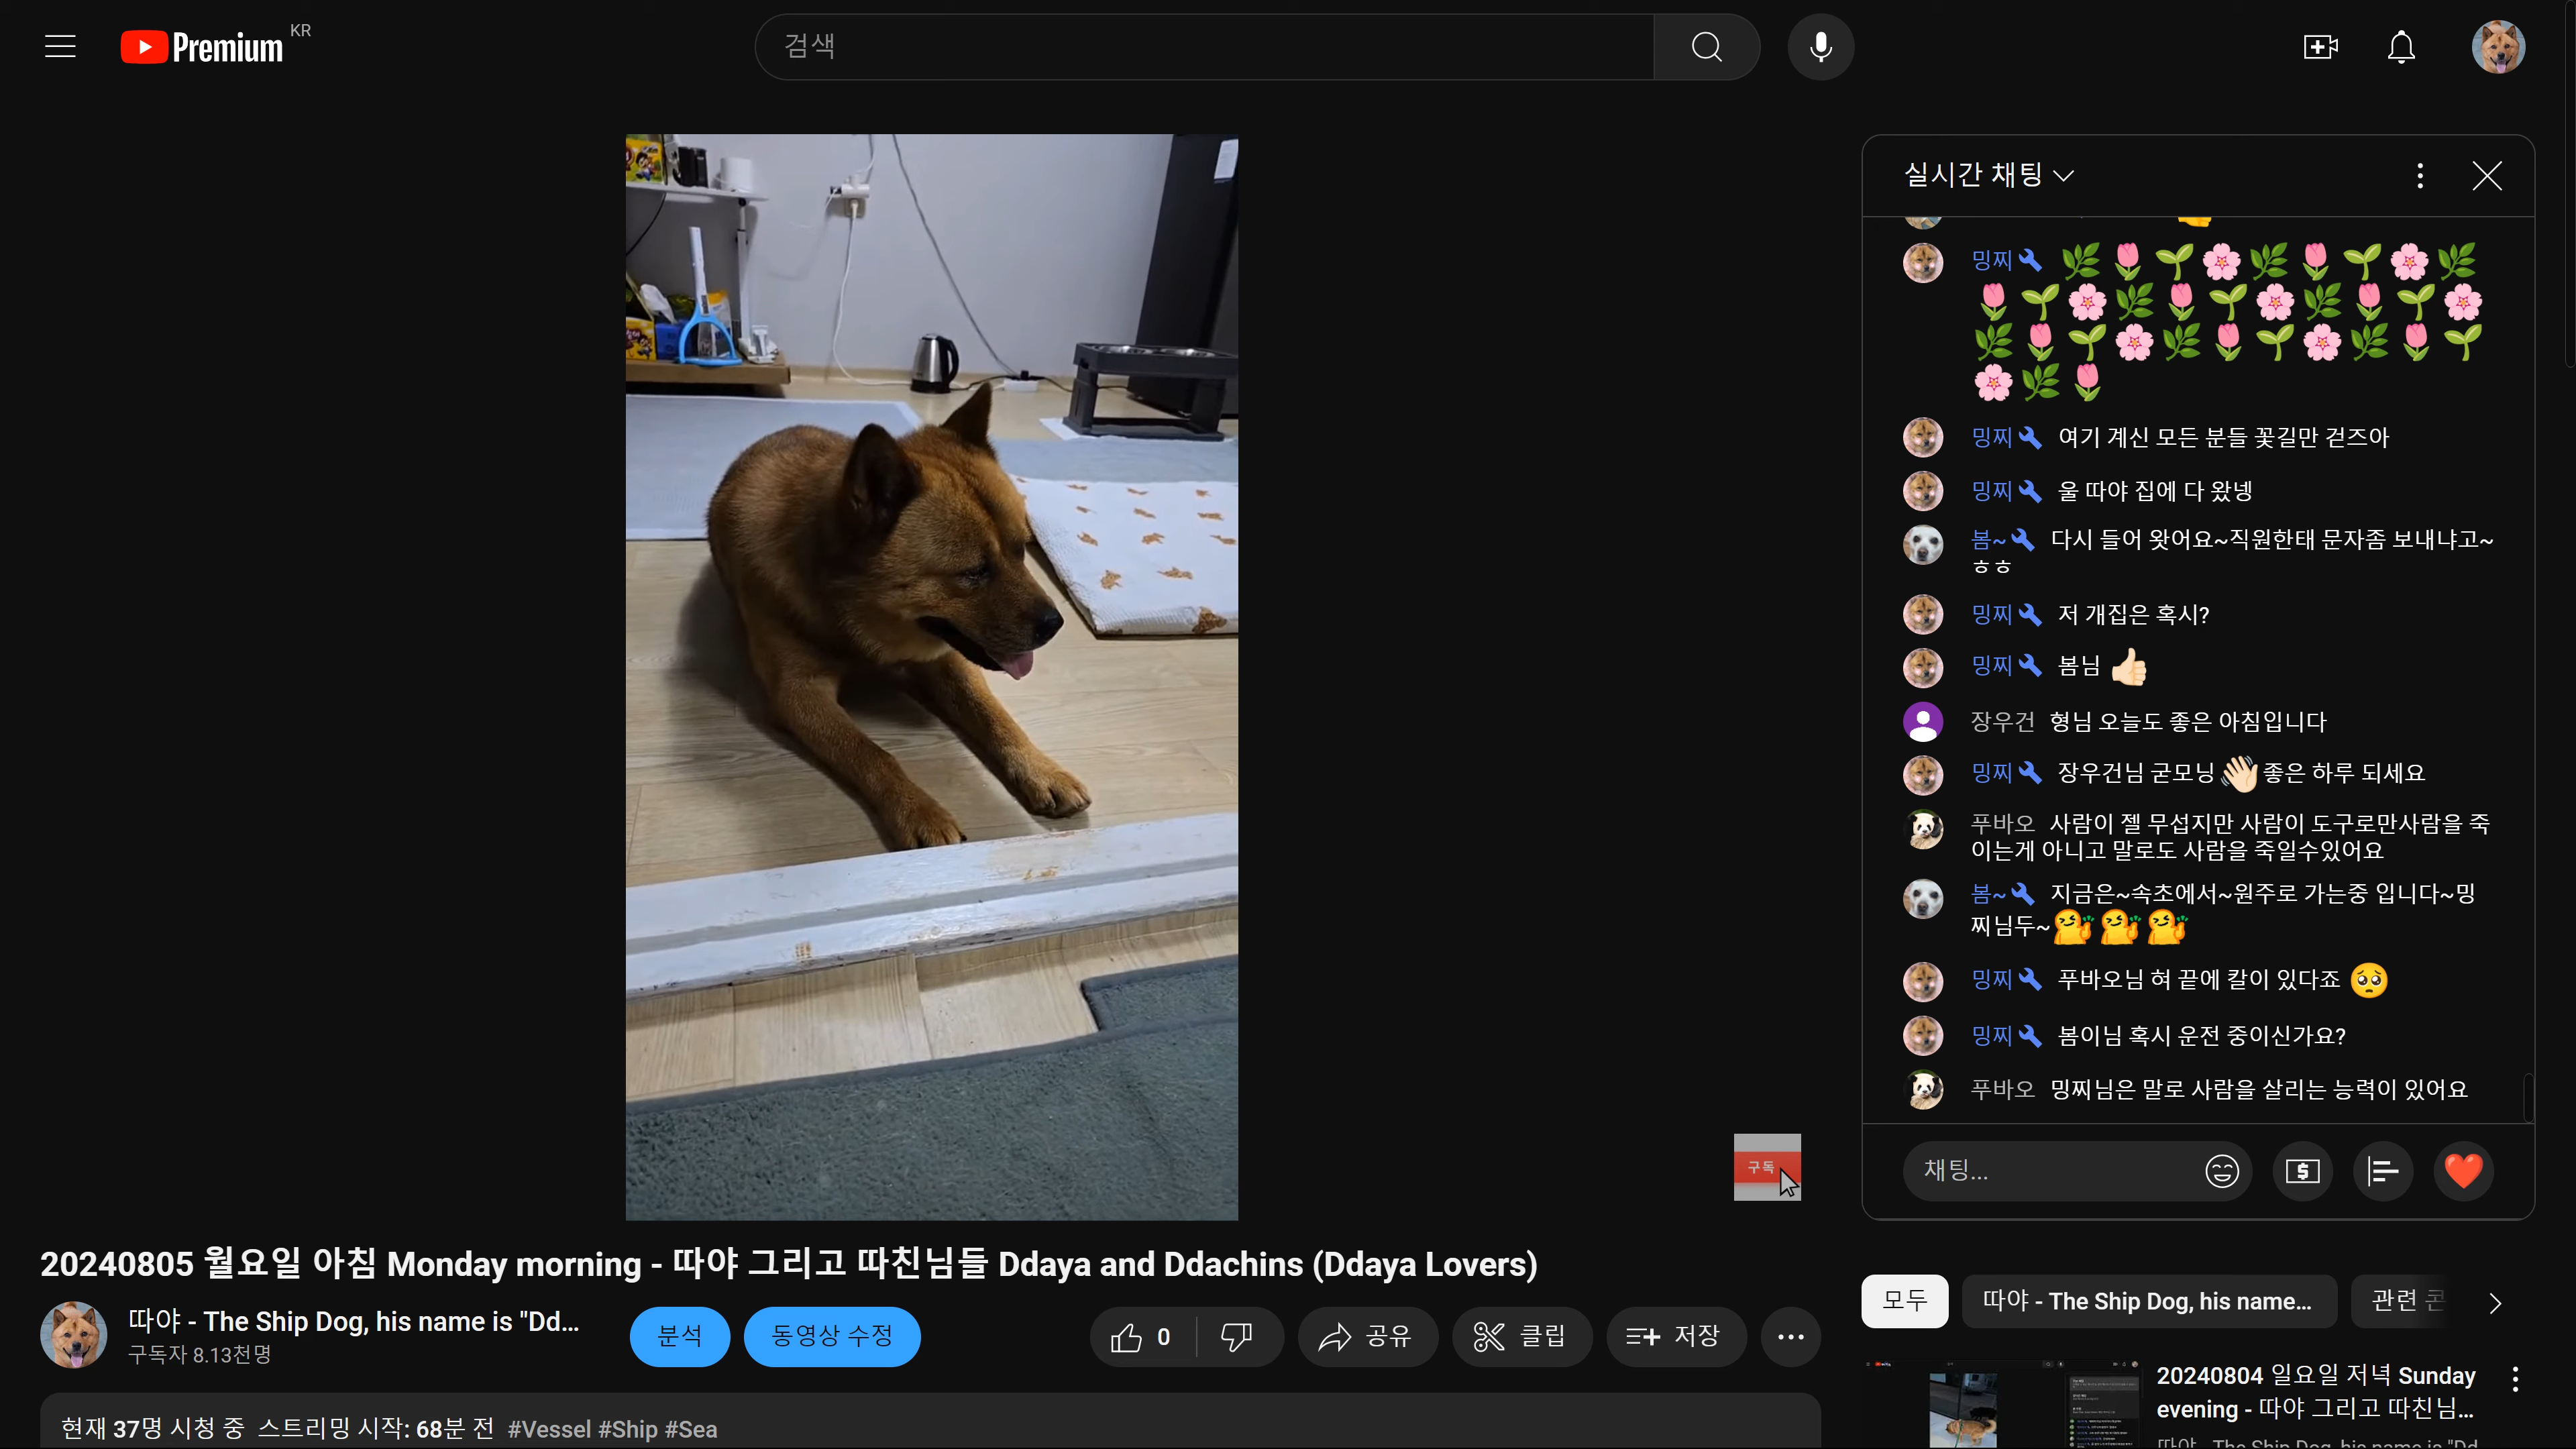 Premium KR
검색
실시간 채팅
밍찌 🌿🌷🌱🌸🌿🌷🌱🌸🌿
🌷🌱🌸🌿🌷🌱🌸🌿🌷🌱🌸
🌿🌷🌱🌸🌿🌷🌱🌸🌿🌷🌱
🌸🌿🌷
밍찌 여기 계신 모든 분들 꽃길만 걷즈아
밍찌 울 따야 집에 다 왔넹
봄~ 다시 들어 왓어요~직원한태 문자좀 보내냐고~
ㅎㅎ
밍찌 저 개집은 혹시?
밍찌 봄님 👍🏻
장우건 형님 오늘도 좋은 아침입니다
밍찌 장우건님 굳모닝👋🏻좋은 하루 되세요
푸바오 사람이 젤 무섭지만 사람이 도구로만사람을 죽
이는게 아니고 말로도 사람을 죽일수있어요
봄~ 지금은~속초에서~원주로 가는중 입니다~밍
찌님두~
밍찌 푸바오님 혀 끝에 칼이 있다죠 🥺
밍찌 봄이님 혹시 운전 중이신가요?
푸바오 밍찌님은 말로 사람을 살리는 능력이 있어요
채팅...
구독
20240805 월요일 아침 Monday morning - 따야 그리고 따친님들 Ddaya and Ddachins (Ddaya Lovers)
따야 - The Ship Dog, his name is "Dd...
구독자 8.13천명
분석
동영상 수정
0
공유
클립
저장
현재 37명 시청 중 스트리밍 시작: 68분 전 #Vessel #Ship #Sea
모두
따야 - The Ship Dog, his name...
관련 콘
20240804 일요일 저녁 Sunday
evening - 따야 그리고 따친님...